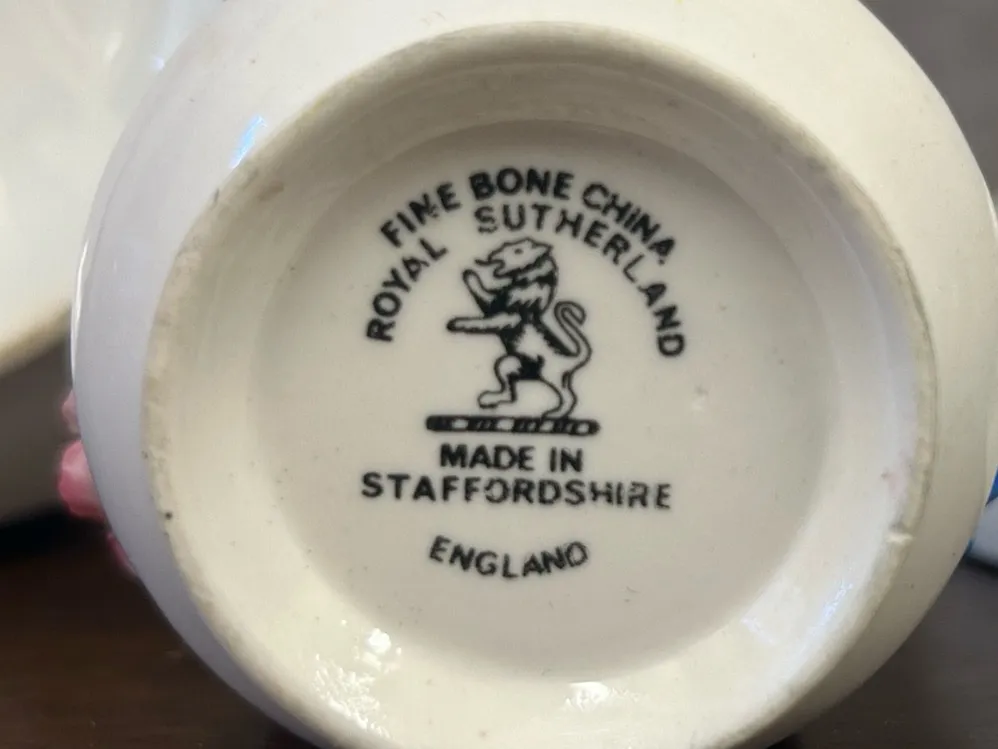 FINE BONE CHINA
ROYAL SUTHERLAND
MADE IN
STAFFORDSHIRE
ENGLAND